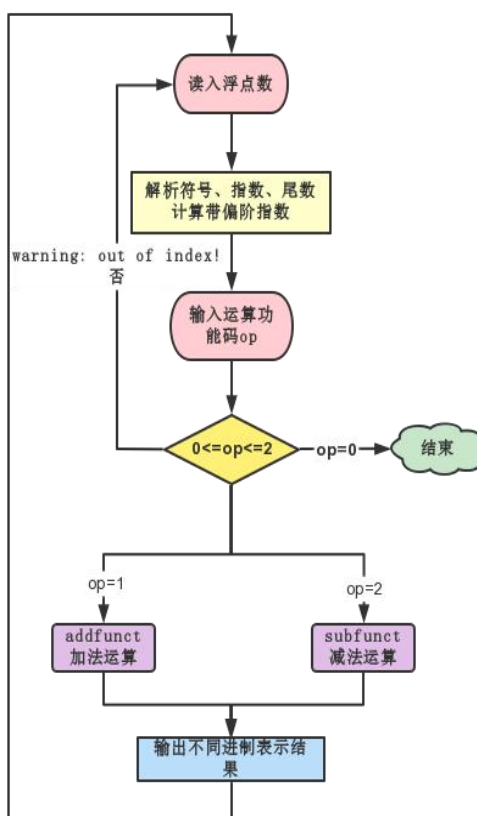 读入浮点数
解析符号、指数、尾数
计算带偏阶指数
warning: out of index!
否
输入运算功
能码op
0<=op<=2
op=0
结束
op=1
op=2
addfunct
加法运算
subfunct
减法运算
输出不同进制表示结
果